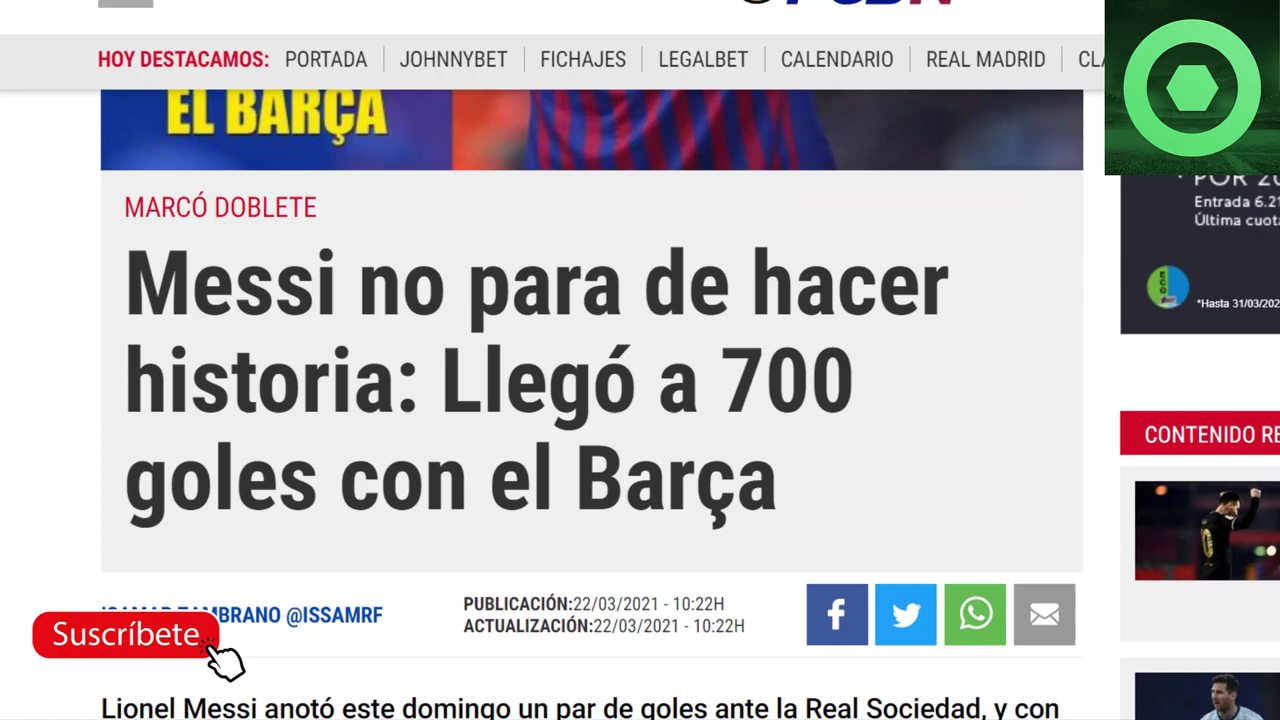 HOY DESTACAMOS: PORTADA JOHNNYBET FICHAJES LEGALBET CALENDARIO REAL MADRID
EL BARÇA
MARCÓ DOBLETE
Messi no para de hacer
historia: Llegó a 700
goles con el Barça
POR
Entrada 6.21
Última cuota
*Hasta 31/03/202
CONTENIDO
ZAMBRANO @ISSAMRF
PUBLICACIÓN:22/03/2021 - 10:22H
ACTUALIZACIÓN:22/03/2021 - 10:22H
Suscríbete
Lionel Messi anotó este domingo un par de goles ante la Real Sociedad, y con